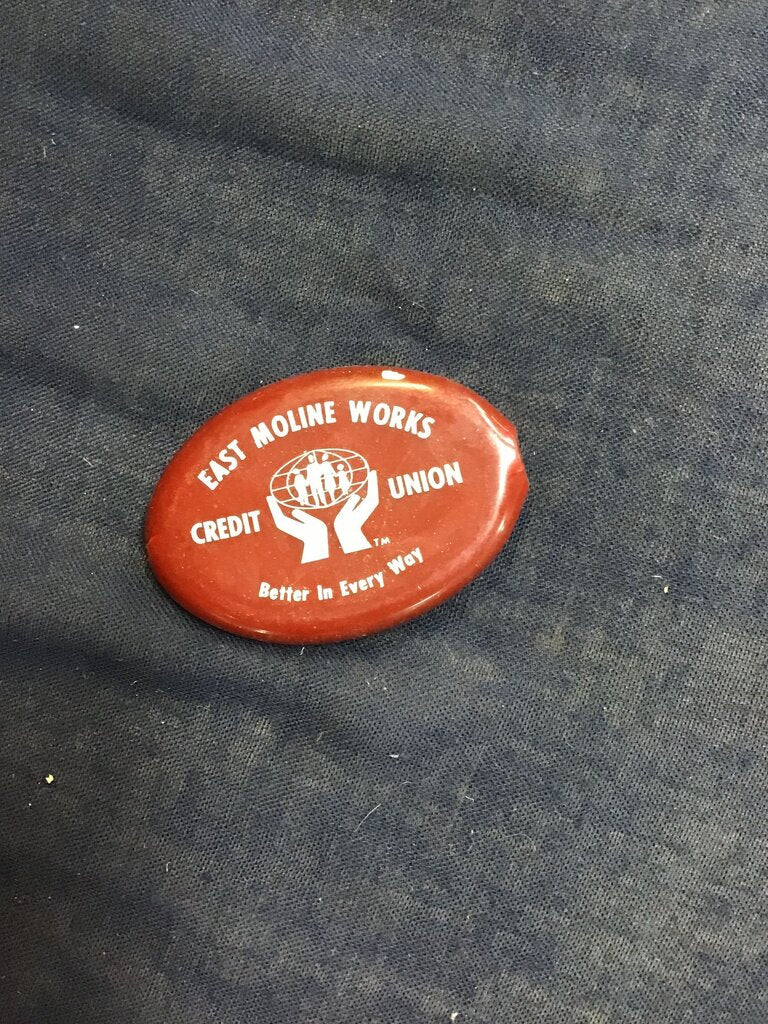 EAST MOLINE WORKS
CREDIT UNION
TM
Better In Every Way